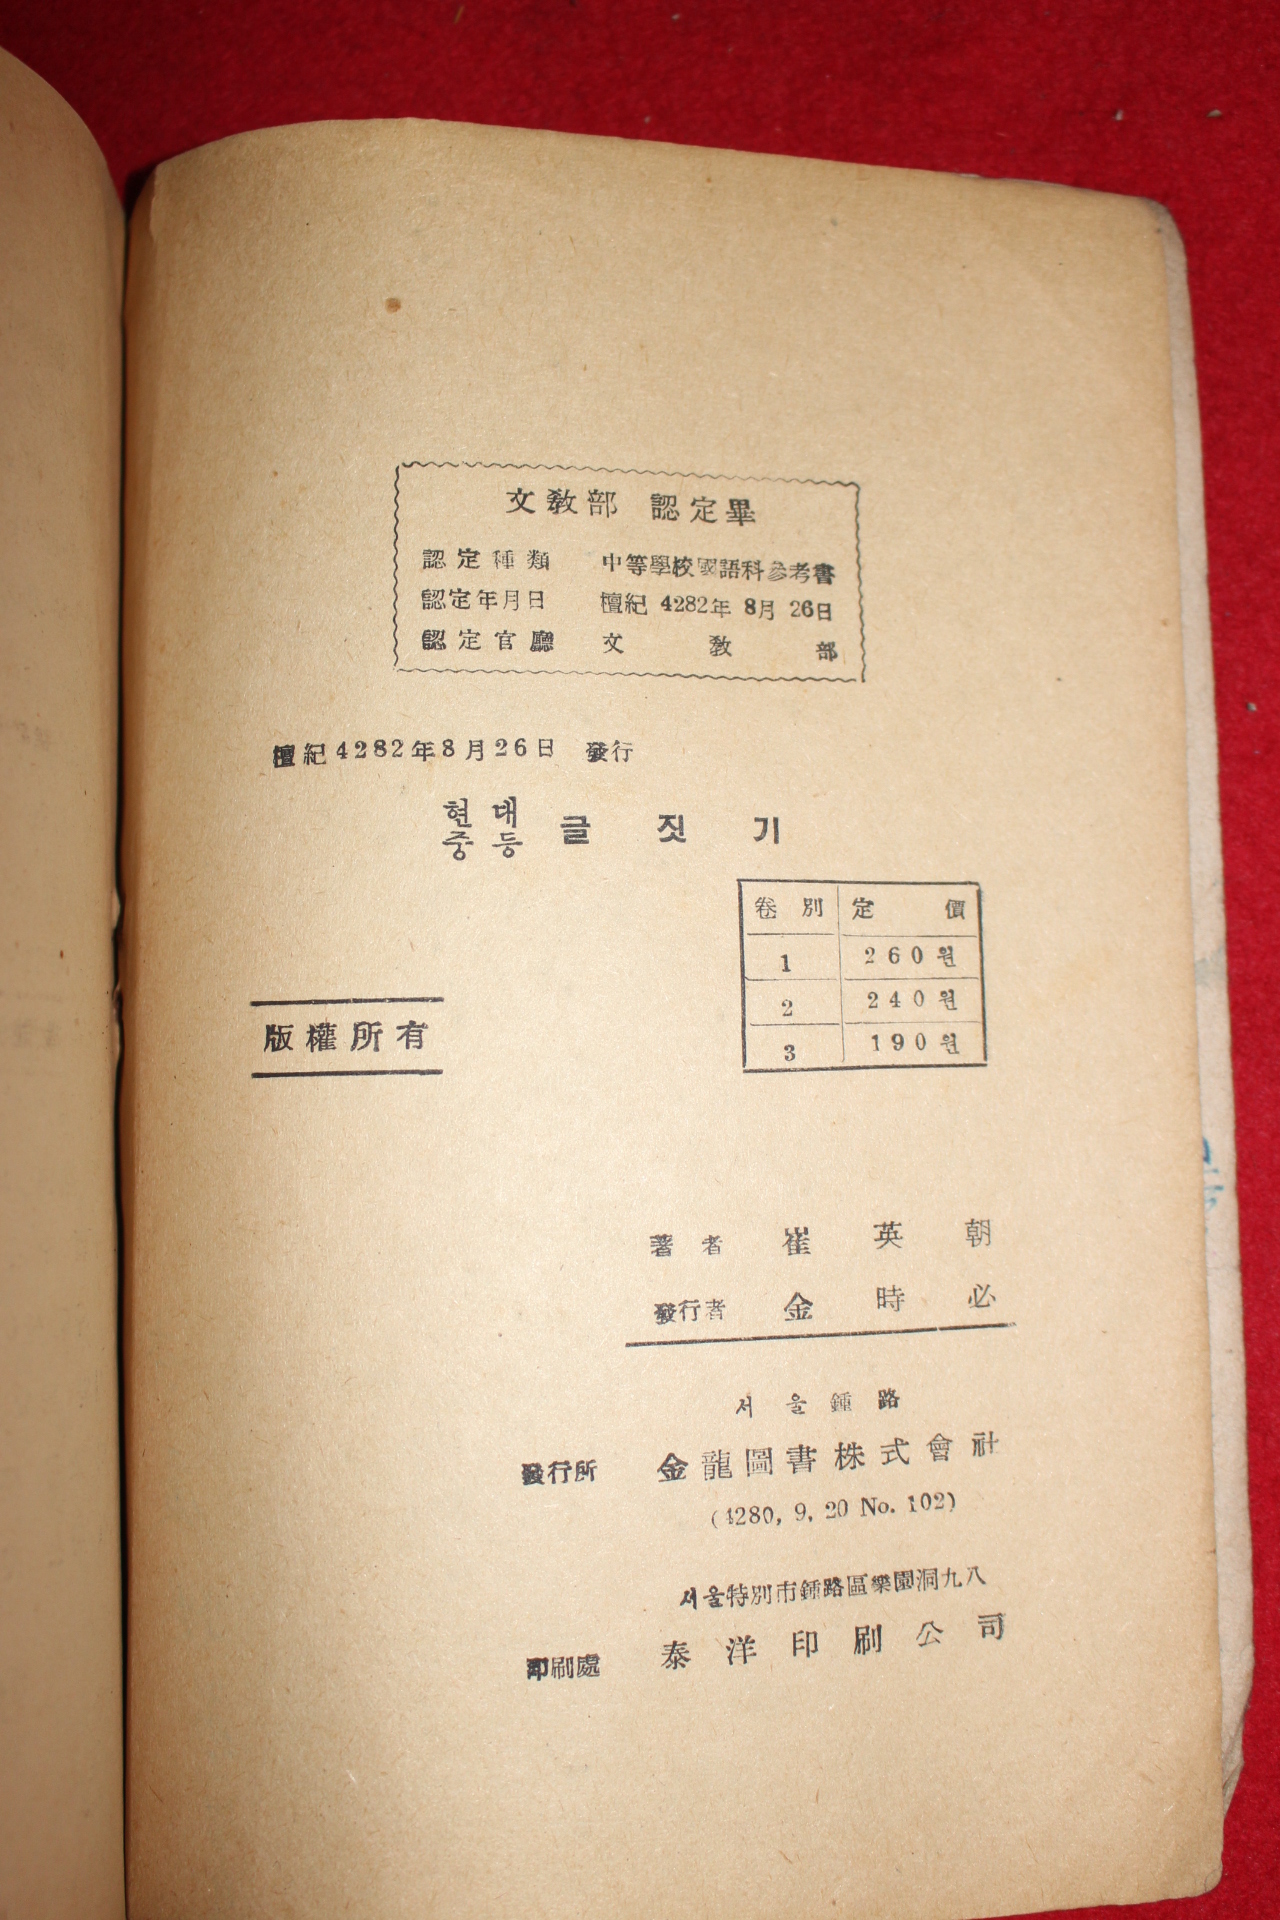 文敎部 認定畢
認定種類 中等學校國語科參考書
認定年月日 檀紀 4282年 8月 26日
認定官廳 文敎部
檀紀4282年8月26日 發行
현대
중등 글짓기
卷別 定價
1 260원
2 240원
3 190원
版權所有
著者 崔英朝
發行者 金時必
서울鍾路
發行所 金龍圖書株式會社
(4280, 9, 20 No. 102)
서울特別市鍾路區樂園洞九八
印刷處 泰洋印刷公司